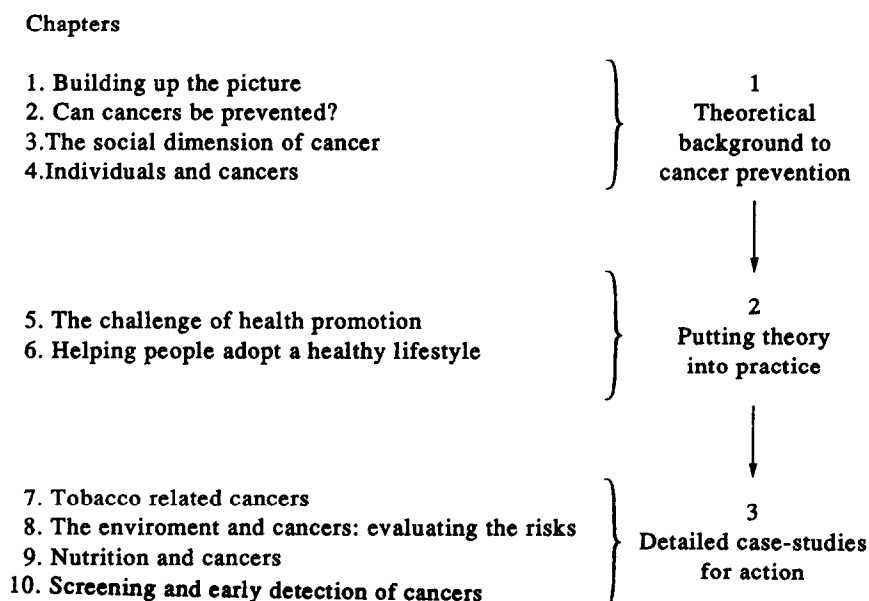 Chapters
1. Building up the picture
2. Can cancers be prevented?
3.The social dimension of cancer
4.Individuals and cancers
1
Theoretical
background to
cancer prevention
5. The challenge of health promotion
6. Helping people adopt a healthy lifestyle
2
Putting theory
into practice
7. Tobacco related cancers
8. The enviroment and cancers: evaluating the risks
9. Nutrition and cancers
10. Screening and early detection of cancers
3
Detailed case-studies
for action